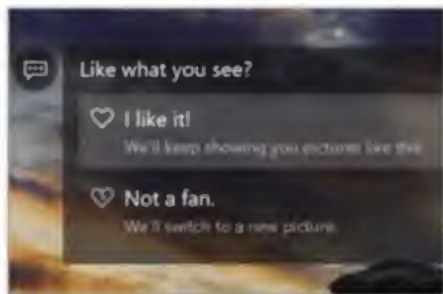 Like what you see?
I like it!
We'll keep showing you pictures like this.
Not a fan.
We'll switch to a new picture.